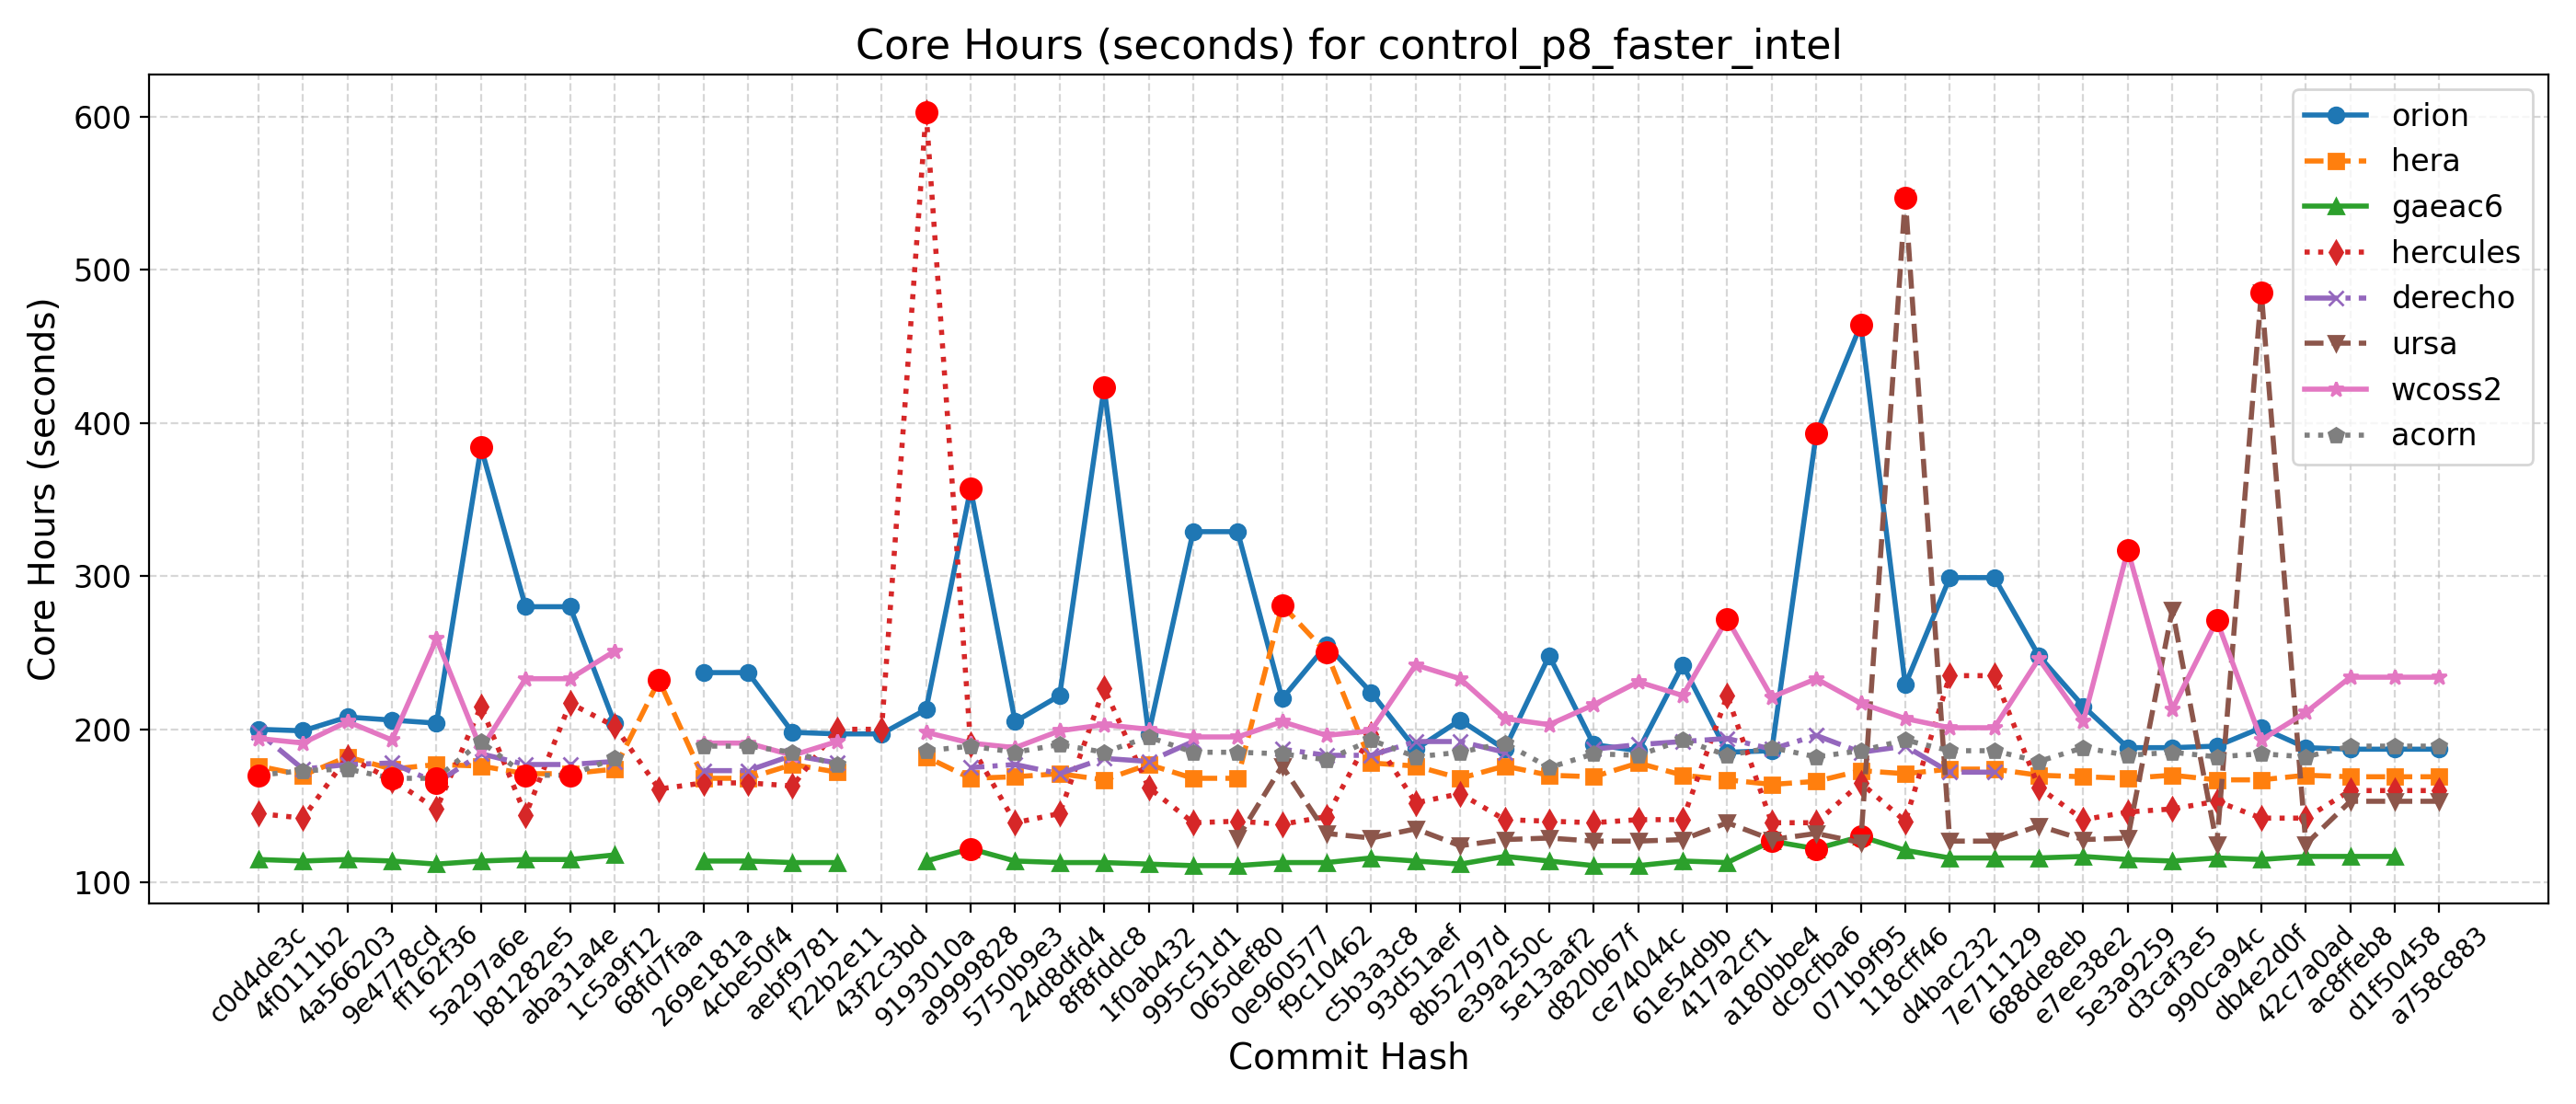 Core Hours (seconds) for control_p8_faster_intel
Core Hours (seconds)
600
500
400
300
200
100
orion
hera
gaeac6
hercules
derecho
ursa
wcoss2
acorn
c0d4de3c
4f0111b2
4a566203
9e4778cd
ff162f36
5a297a6e
b81282e5
aba31a4e
1c5a9f12
68fd7faa
269e181a
4cbe50f4
aebf9781
f22b2e11
43f2c3bd
9193010a
a9999828
5750b9e3
24d8dfd4
8f8fddc8
1f0ab432
995c51d1
065def80
0e960577
f9c10462
c5b3a3c8
93d51aef
8b52797d
e39a250c
5e13aaf2
d820b67f
ce74044c
61e54d9b
417a2cf1
a180bbe4
dc9cfba6
071b9f95
118cff46
d4bac232
7e711129
688de8eb
e7ee38e2
5e3a9259
d3caf3e5
990ca94c
db4e2d0f
42c7a0ad
ac8ffeb8
d1f50458
a758c883
Commit Hash